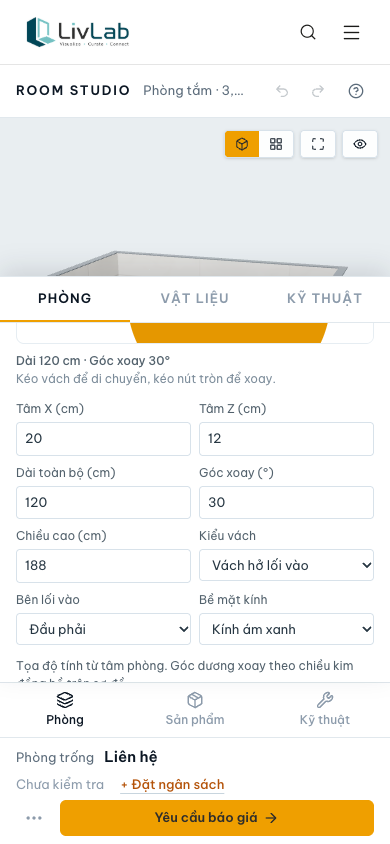 LivLab
Visualise · Curate · Connect
ROOM STUDIO Phòng tắm · 3,...
PHÒNG VẬT LIỆU KỸ THUẬT
Dài 120 cm · Góc xoay 30°
Kéo vách để di chuyển, kéo nút tròn để xoay.
Tâm X (cm) Tâm Z (cm)
20 12
Dài toàn bộ (cm) Góc xoay (°)
120 30
Chiều cao (cm) Kiểu vách
188 Vách hở lối vào
Bên lối vào Bề mặt kính
Đầu phải Kính ám xanh
Tọa độ tính từ tâm phòng. Góc dương xoay theo chiều kim
Phòng Sản phẩm Kỹ thuật
Phòng trống Liên hệ
Chưa kiểm tra + Đặt ngân sách
Yêu cầu báo giá →